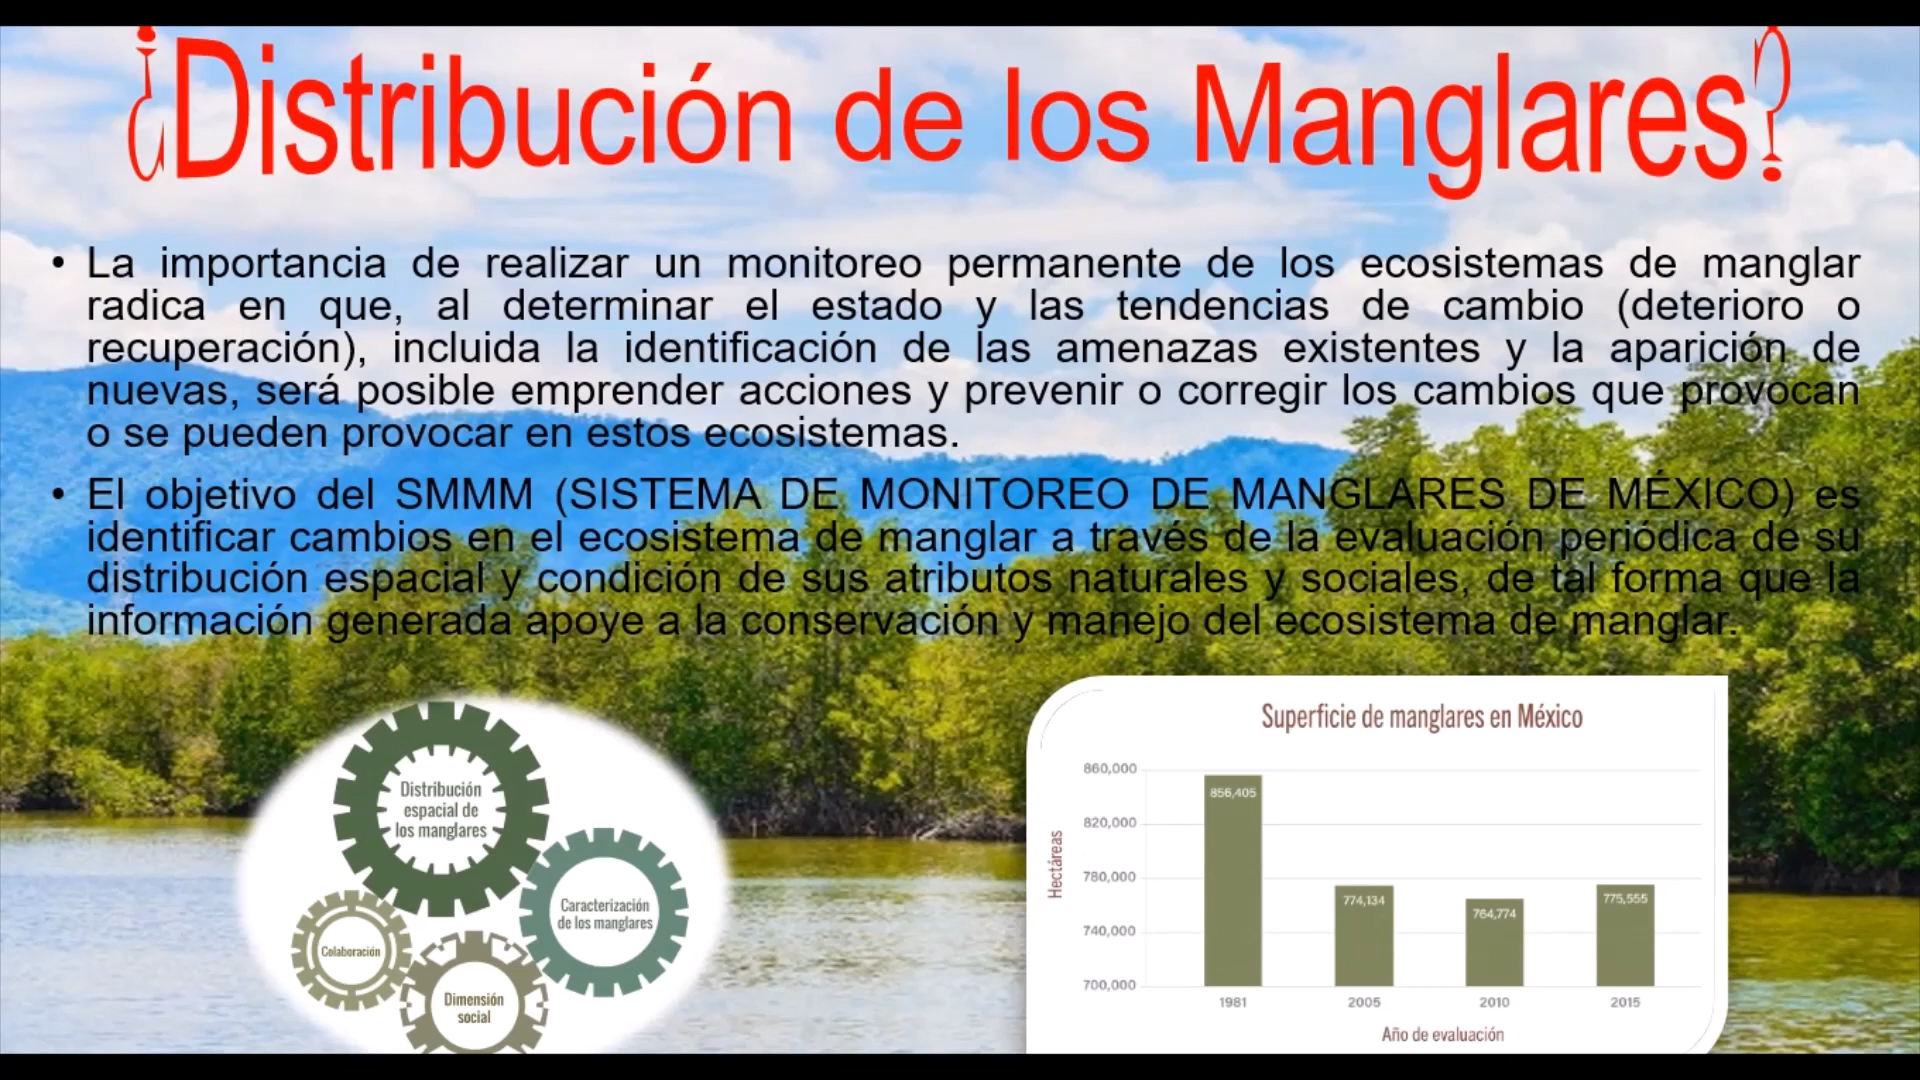 ¿Distribución de los Manglares?
• La importancia de realizar un monitoreo permanente de los ecosistemas de manglar
radica en que, al determinar el estado y las tendencias de cambio (deterioro o
recuperación), incluida la identificación de las amenazas existentes y la aparición de
nuevas, será posible emprender acciones y prevenir o corregir los cambios que provocan
o se pueden provocar en estos ecosistemas.
• El objetivo del SMMM (SISTEMA DE MONITOREO DE MANGLARES DE MÉXICO) es
identificar cambios en el ecosistema de manglar a través de la evaluación periódica de su
distribución espacial y condición de sus atributos naturales y sociales, de tal forma que la
información generada apoye a la conservación y manejo del ecosistema de manglar.
Distribución
espacial de
los manglares
Caracterización
de los manglares
Colaboración
Dimensión
social
Superficie de manglares en México
Hectáreas
860,000
820,000
780,000
740,000
700,000
856,405
774,134
764,774
775,555
1981
2005
2010
2015
Año de evaluación